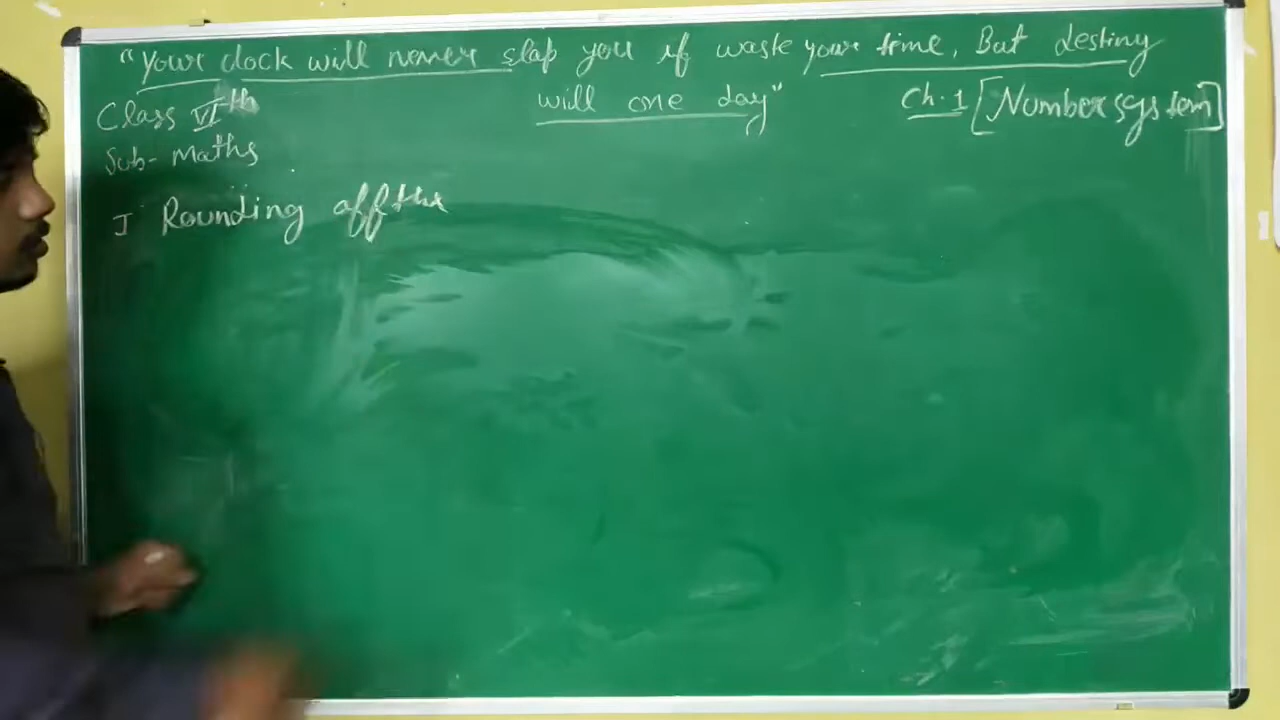 "Your clock will never slap you if waste your time, But destiny
will one day"
Ch.1 [Number system]
Class VIth
Sub- Maths
I Rounding off the